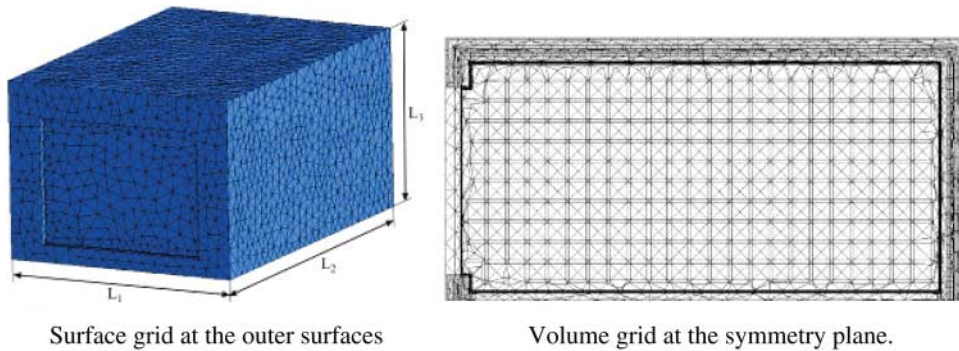 L₃
L₂
L₁
Surface grid at the outer surfaces
Volume grid at the symmetry plane.